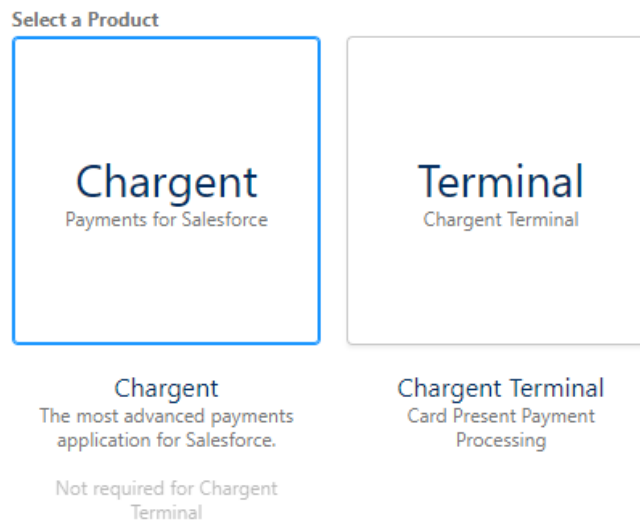 Select a Product
Chargent
Payments for Salesforce
Terminal
Chargent Terminal
Chargent
The most advanced payments
application for Salesforce.
Not required for Chargent
Terminal
Chargent Terminal
Card Present Payment
Processing